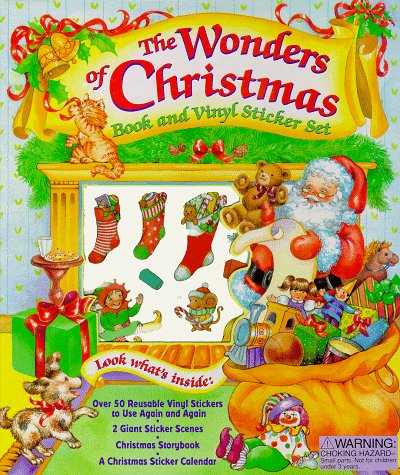 The Wonders
of Christmas
Book and Vinyl Sticker Set
Look what's inside:
Over 50 Reusable Vinyl Stickers
to Use Again and Again
•
2 Giant Sticker Scenes
•
Christmas Storybook
•
A Christmas Sticker Calendar
WARNING:
CHOKING HAZARD—
Small parts. Not for children
under 3 years.